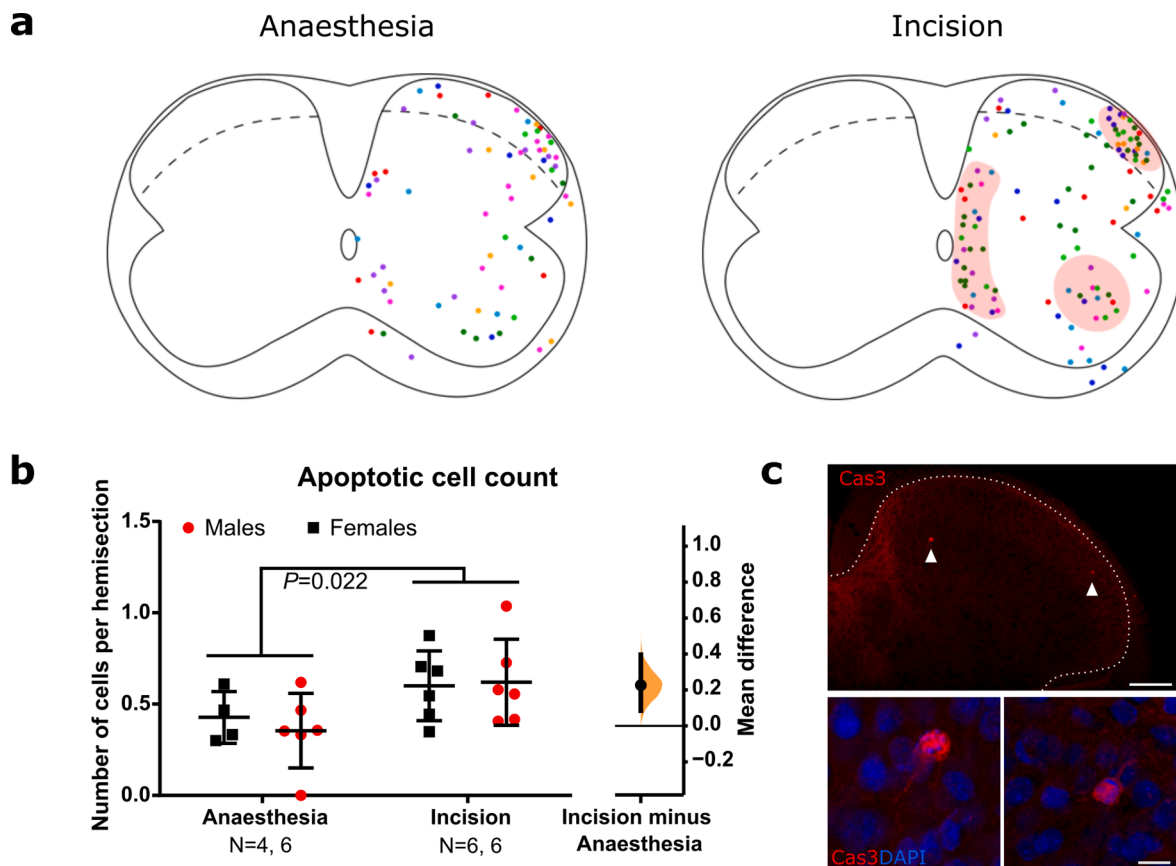 a
Anaesthesia
Incision
b
Apoptotic cell count
Males
Females
Number of cells per hemisection
1.5
1.0
0.5
0.0
P=0.022
Anaesthesia
N=4, 6
Incision
N=6, 6
Incision minus
Anaesthesia
1.0
0.8
0.6
0.4
0.2
0.0
−0.2
Mean difference
c
Cas3
Cas3DAPI